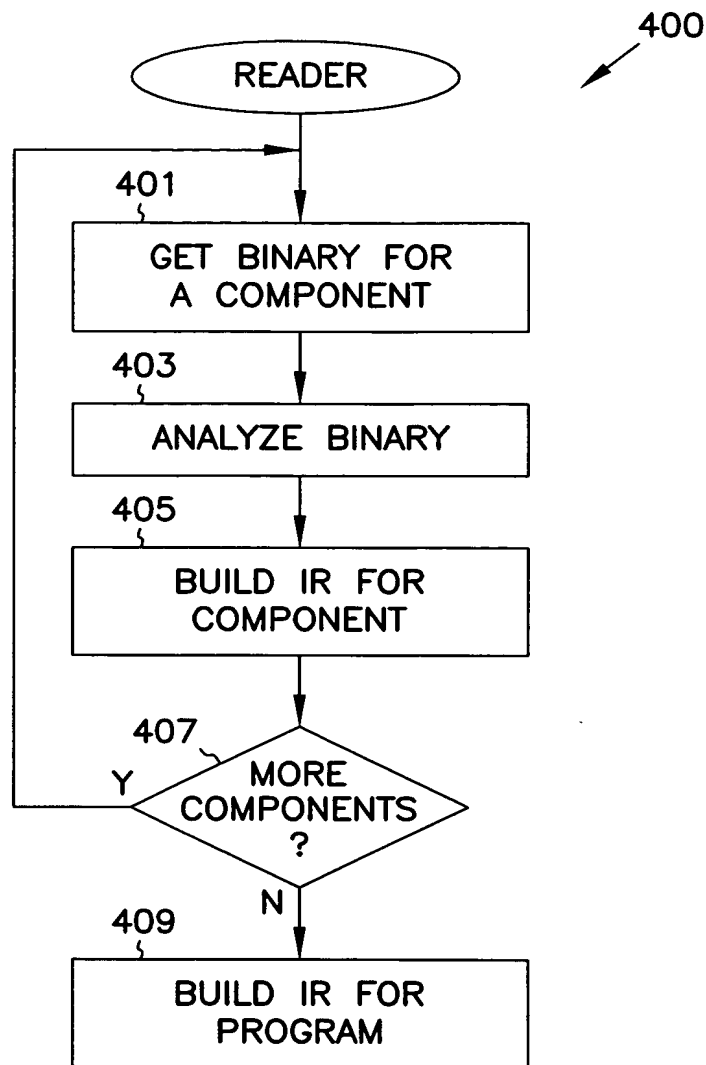 400
READER
401
GET BINARY FOR
A COMPONENT
403
ANALYZE BINARY
405
BUILD IR FOR
COMPONENT
407
Y
MORE
COMPONENTS
?
N
409
BUILD IR FOR
PROGRAM